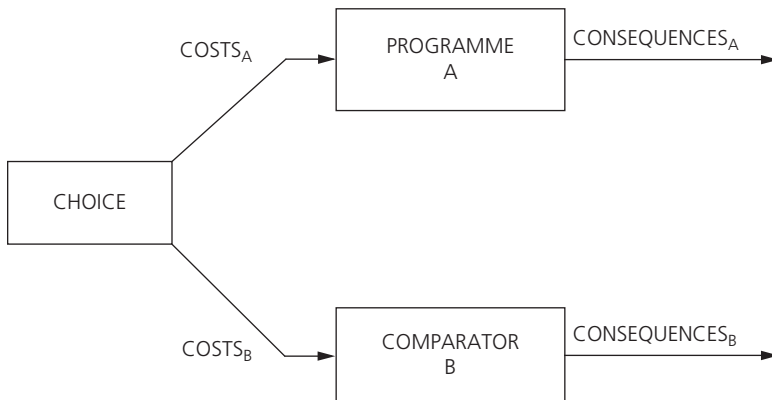 COSTS_A
PROGRAMME
A
CONSEQUENCES_A
CHOICE
COSTS_B
COMPARATOR
B
CONSEQUENCES_B